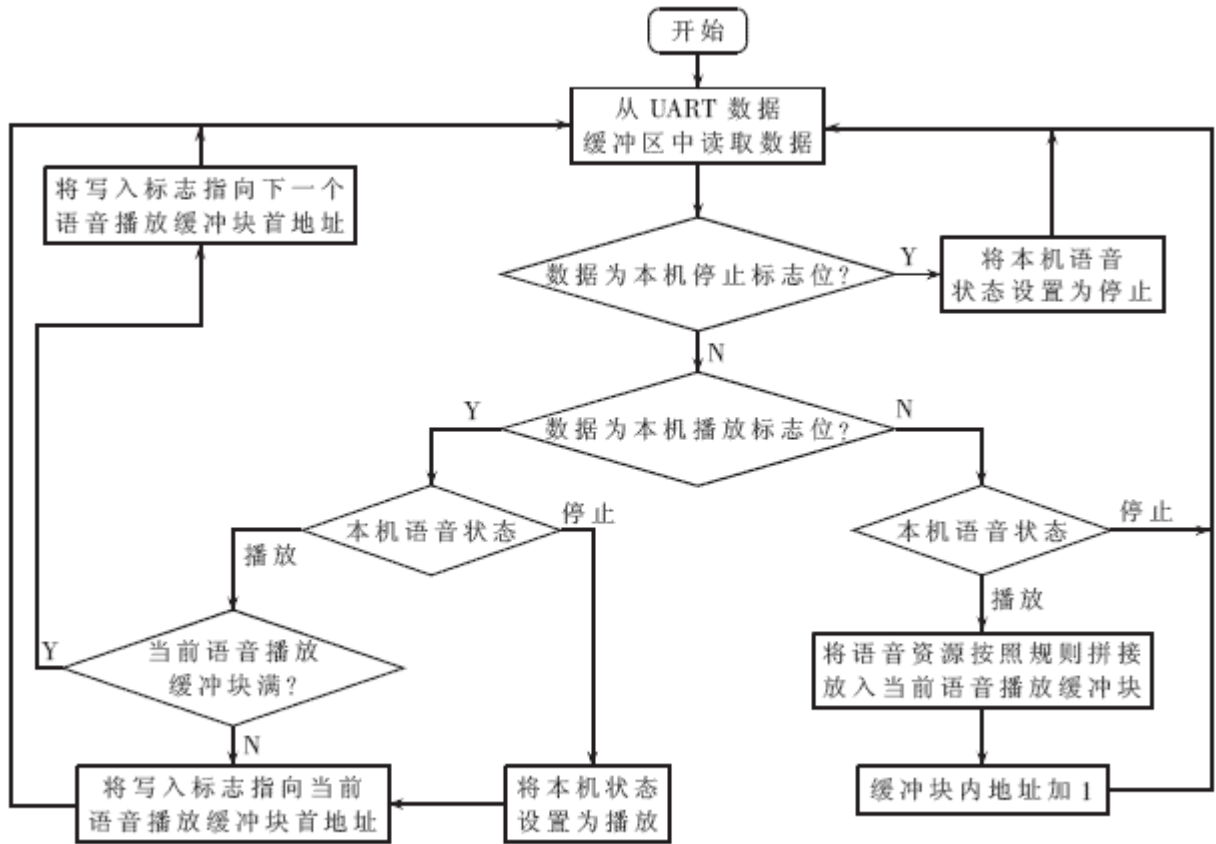 开始
从 UART 数据
缓冲区中读取数据
将写入标志指向下一个
语音播放缓冲块首地址
数据为本机停止标志位?
Y
将本机语音
状态设置为停止
N
数据为本机播放标志位?
Y
N
本机语音状态
停止
播放
本机语音状态
停止
播放
当前语音播放
缓冲块满?
Y
N
将语音资源按照规则拼接
放入当前语音播放缓冲块
将写入标志指向当前
语音播放缓冲块首地址
将本机状态
设置为播放
缓冲块内地址加 1